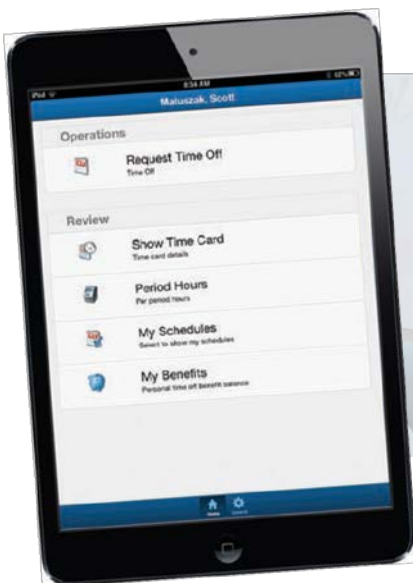 iPad
8:54 AM
62%
Matuszak, Scott
Operations
Request Time Off
Time Off
Review
Show Time Card
Time card details
Period Hours
Per period hours
My Schedules
Select to show my schedules
My Benefits
Personal time off benefit balance
Home